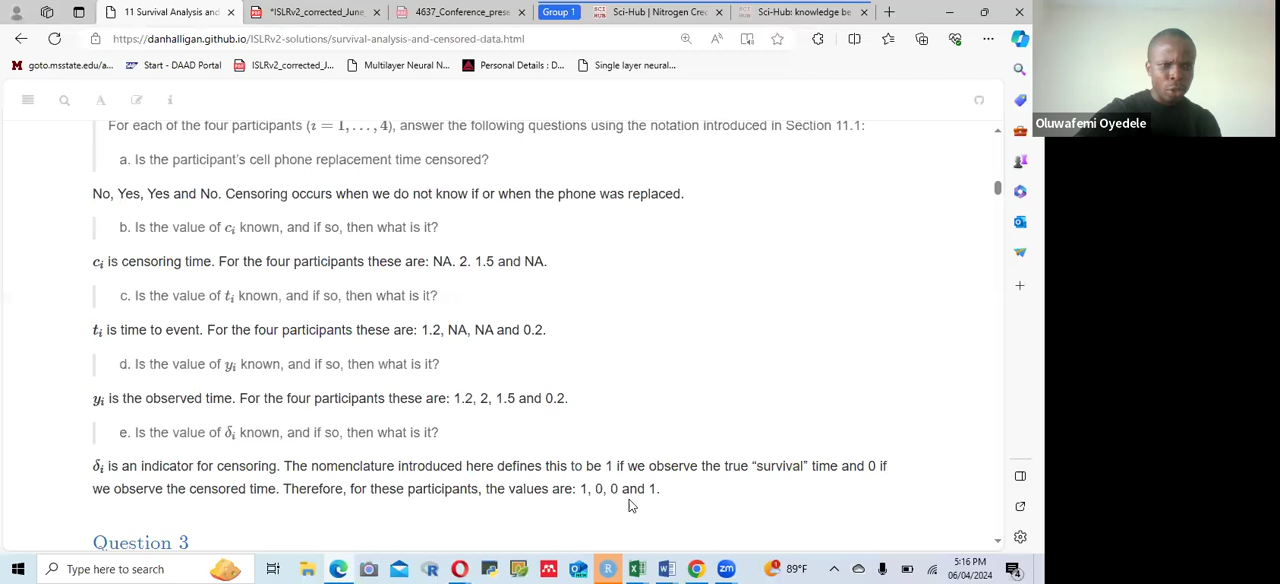 11 Survival Analysis and
*ISLRv2_corrected_June_
4637_Conference_prese
Group 1
Sci-Hub | Nitrogen Cred
Sci-Hub: knowledge be
https://danhalligan.github.io/ISLRv2-solutions/survival-analysis-and-censored-data.html
goto.msstate.edu/a...
Start - DAAD Portal
ISLRv2_corrected_J...
Multilayer Neural N...
Personal Details : D...
Single layer neural...
For each of the four participants (i = 1, . . . , 4), answer the following questions using the notation introduced in Section 11.1:
a. Is the participant's cell phone replacement time censored?
No, Yes, Yes and No. Censoring occurs when we do not know if or when the phone was replaced.
b. Is the value of cᵢ known, and if so, then what is it?
cᵢ is censoring time. For the four participants these are: NA. 2. 1.5 and NA.
c. Is the value of tᵢ known, and if so, then what is it?
tᵢ is time to event. For the four participants these are: 1.2, NA, NA and 0.2.
d. Is the value of yᵢ known, and if so, then what is it?
yᵢ is the observed time. For the four participants these are: 1.2, 2, 1.5 and 0.2.
e. Is the value of δᵢ known, and if so, then what is it?
δᵢ is an indicator for censoring. The nomenclature introduced here defines this to be 1 if we observe the true “survival” time and 0 if
we observe the censored time. Therefore, for these participants, the values are: 1, 0, 0 and 1.
Question 3
Oluwafemi Oyedele
Type here to search
89°F
5:16 PM
06/04/2024
4